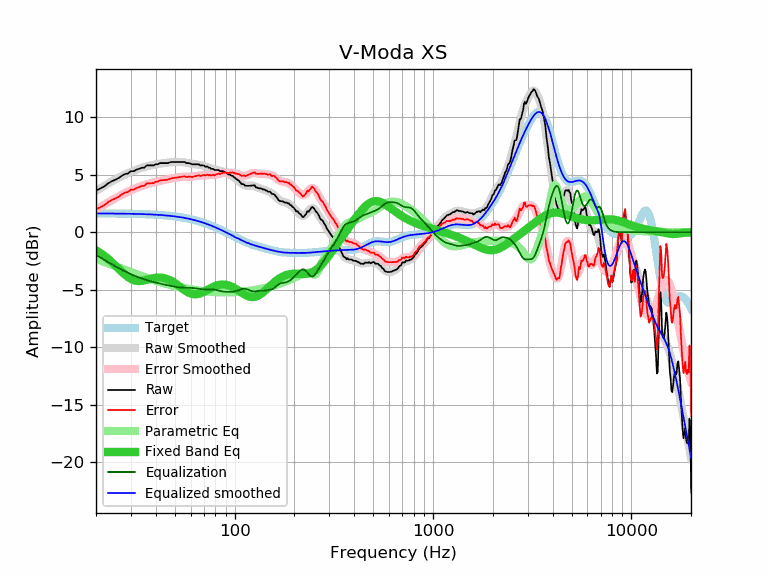 V-Moda XS
Amplitude (dBr)
10
5
0
−5
−10
−15
−20
Target
Raw Smoothed
Error Smoothed
Raw
Error
Parametric Eq
Fixed Band Eq
Equalization
Equalized smoothed
100 1000 10000
Frequency (Hz)